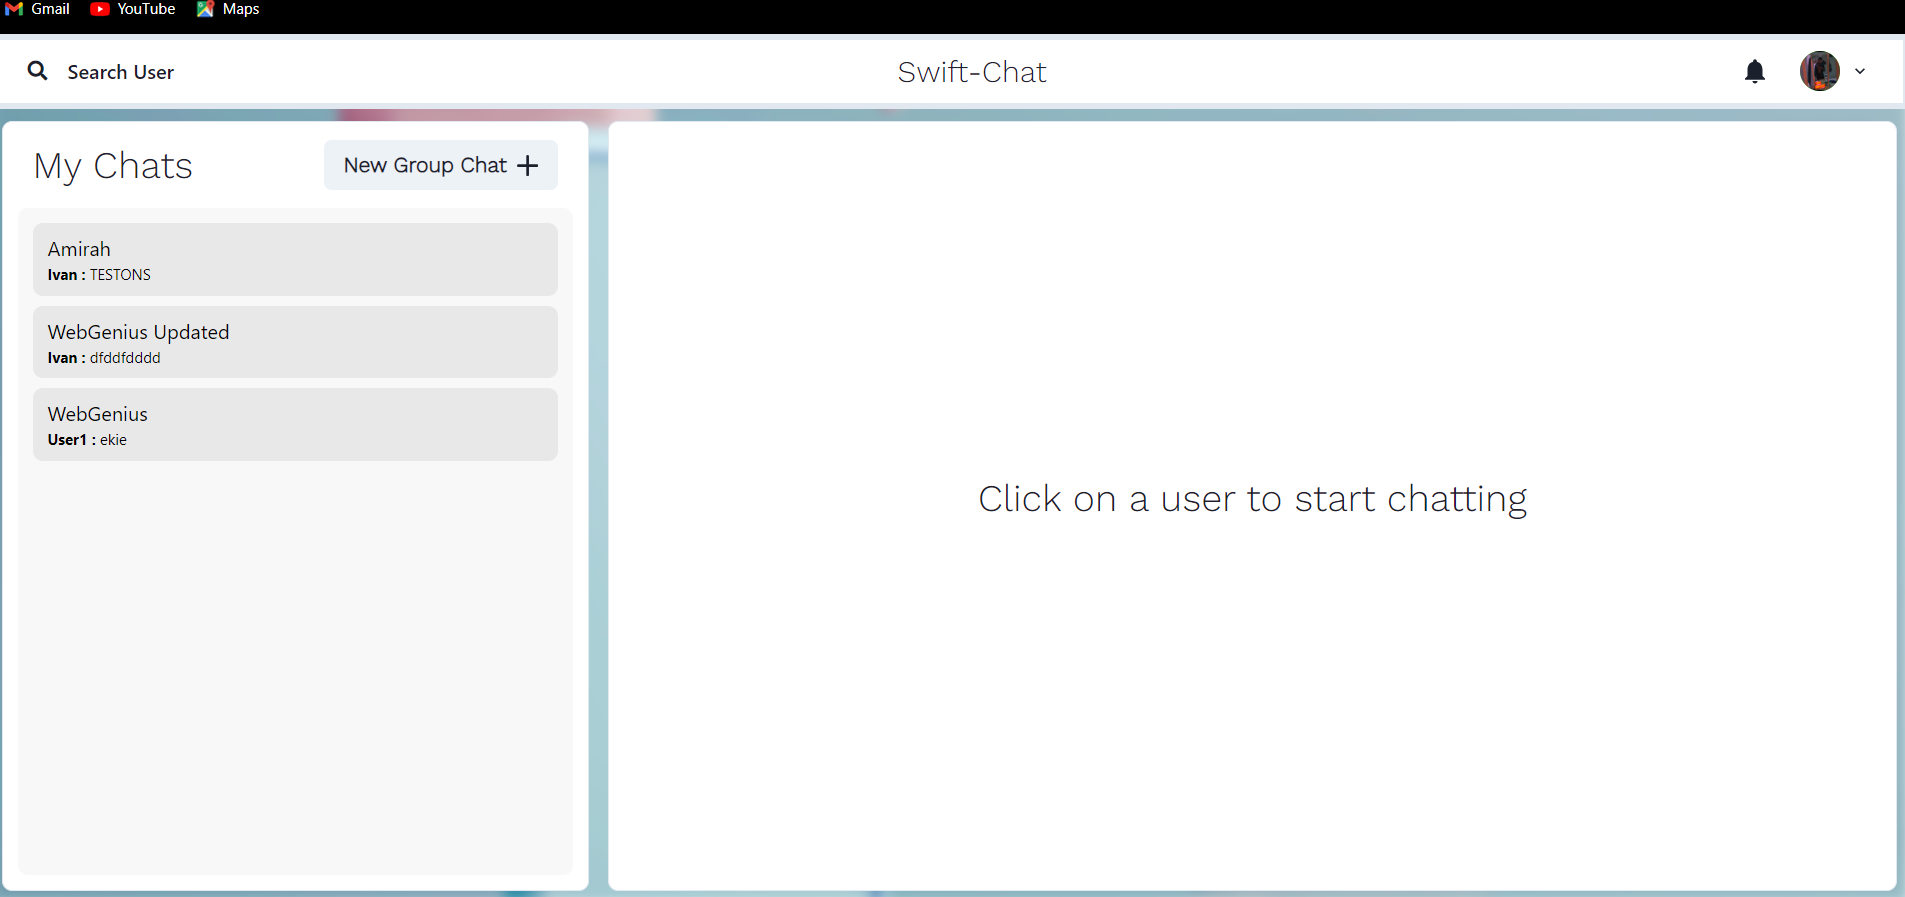 Gmail YouTube Maps
Search User
Swift-Chat
My Chats
New Group Chat
Amirah
Ivan : TESTONS
WebGenius Updated
Ivan : dfddfdddd
WebGenius
User1 : ekie
Click on a user to start chatting